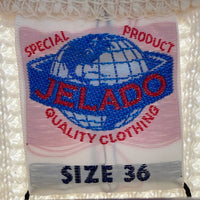 SPECIAL PRODUCT
JELADO
QUALITY CLOTHING
SIZE 36